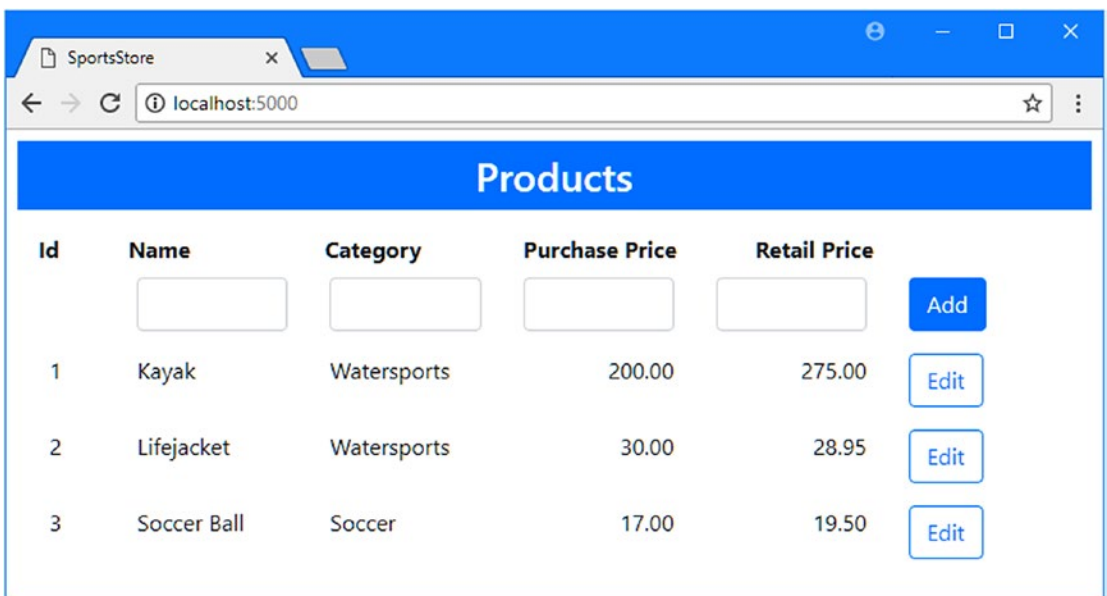 SportsStore
localhost:5000
Products
Id Name Category Purchase Price Retail Price
Add
1 Kayak Watersports 200.00 275.00 Edit
2 Lifejacket Watersports 30.00 28.95 Edit
3 Soccer Ball Soccer 17.00 19.50 Edit